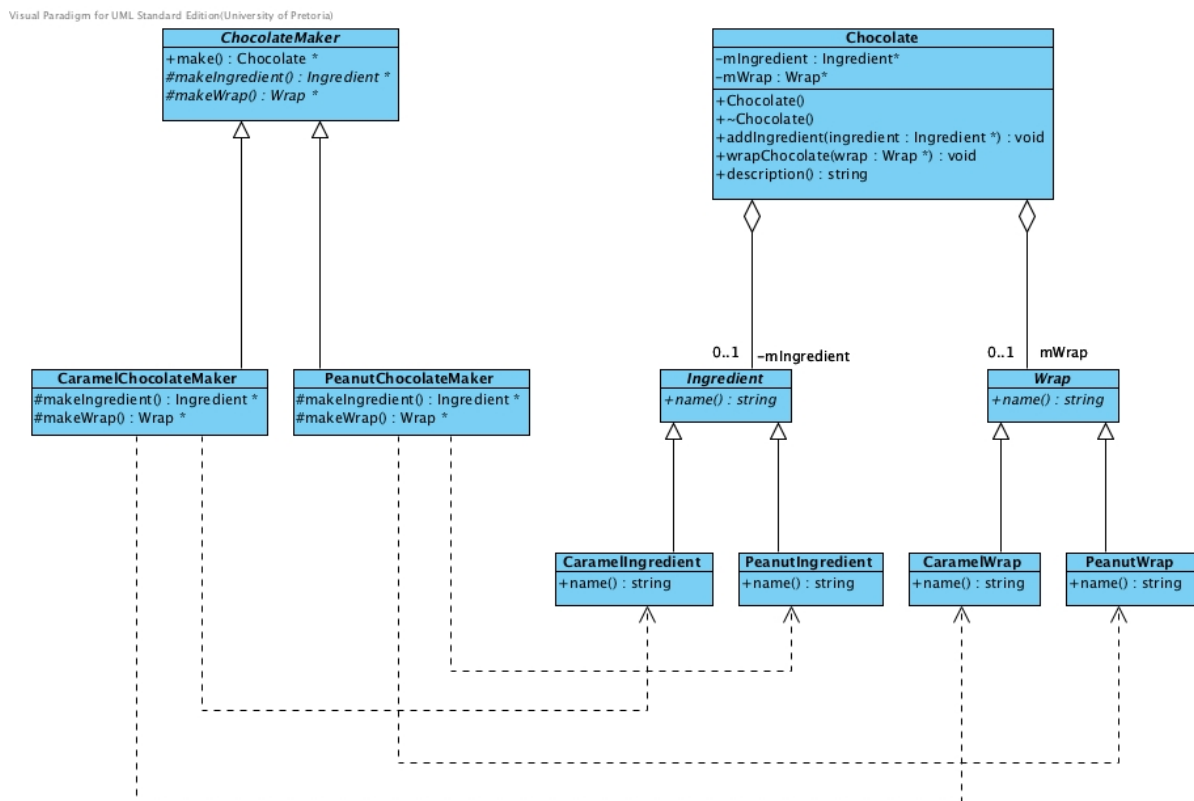 Visual Paradigm for UML Standard Edition(University of Pretoria)
ChocolateMaker
+make() : Chocolate *
#makeIngredient() : Ingredient *
#makeWrap() : Wrap *
Chocolate
-mIngredient : Ingredient*
-mWrap : Wrap*
+Chocolate()
+~Chocolate()
+addIngredient(ingredient : Ingredient *) : void
+wrapChocolate(wrap : Wrap *) : void
+description() : string
0..1
-mIngredient
0..1
mWrap
CaramelChocolateMaker
#makeIngredient() : Ingredient *
#makeWrap() : Wrap *
PeanutChocolateMaker
#makeIngredient() : Ingredient *
#makeWrap() : Wrap *
Ingredient
+name() : string
Wrap
+name() : string
CaramelIngredient
+name() : string
PeanutIngredient
+name() : string
CaramelWrap
+name() : string
PeanutWrap
+name() : string